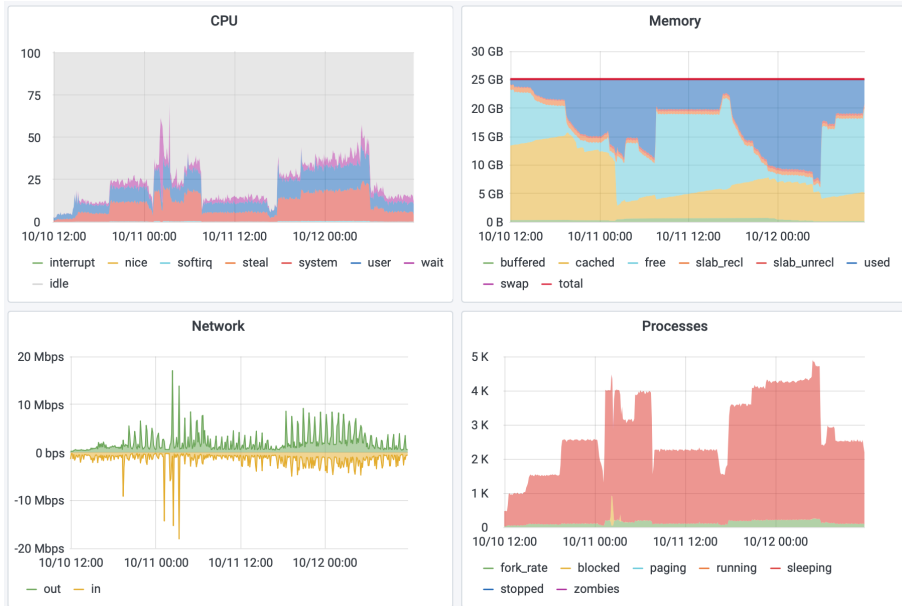 CPU
100
75
50
25
0
10/10 12:00 10/11 00:00 10/11 12:00 10/12 00:00
interrupt nice softirq steal system user wait
idle
Memory
30 GB
25 GB
20 GB
15 GB
10 GB
5 GB
0 B
10/10 12:00 10/11 00:00 10/11 12:00 10/12 00:00
buffered cached free slab_recl slab_unrecl used
swap total
Network
20 Mbps
10 Mbps
0 bps
-10 Mbps
-20 Mbps
10/10 12:00 10/11 00:00 10/11 12:00 10/12 00:00
out in
Processes
5 K
4 K
3 K
2 K
1 K
0
10/10 12:00 10/11 00:00 10/11 12:00 10/12 00:00
fork_rate blocked paging running sleeping
stopped zombies